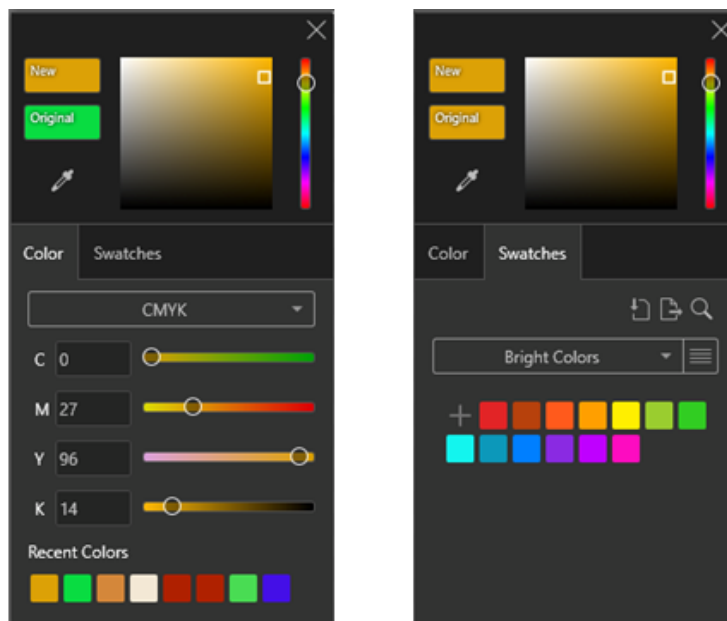 New
Original
Color Swatches
CMYK
C 0
M 27
Y 96
K 14
Recent Colors
New
Original
Color Swatches
Bright Colors